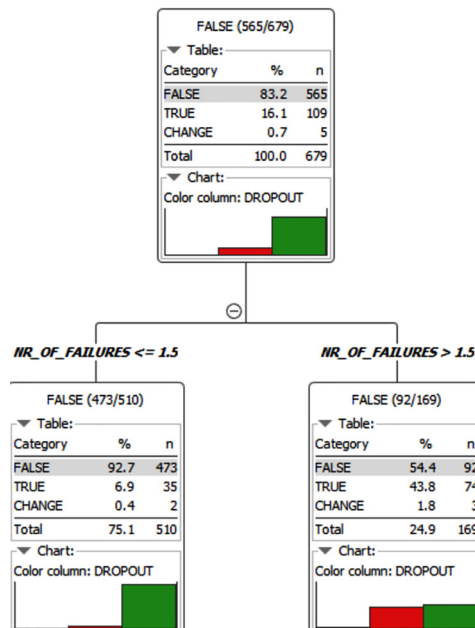 FALSE (565/679)
Table:
Category % n
FALSE 83.2 565
TRUE 16.1 109
CHANGE 0.7 5
Total 100.0 679
Chart:
Color column: DROPOUT
NR_OF_FAILURES <= 1.5
NR_OF_FAILURES > 1.5
FALSE (473/510)
Table:
Category % n
FALSE 92.7 473
TRUE 6.9 35
CHANGE 0.4 2
Total 75.1 510
Chart:
Color column: DROPOUT
FALSE (92/169)
Table:
Category % n
FALSE 54.4 92
TRUE 43.8 74
CHANGE 1.8 3
Total 24.9 169
Chart:
Color column: DROPOUT